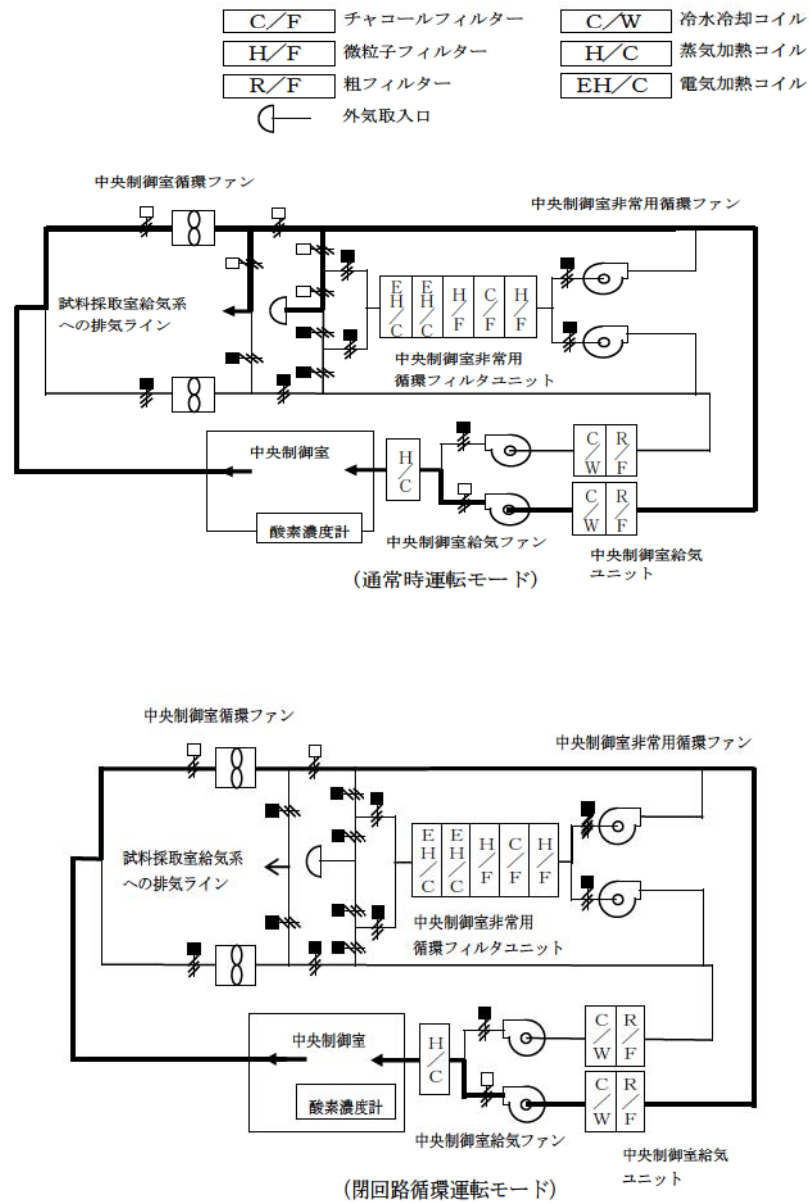 C/F チャコールフィルター
C/W 冷水冷却コイル
H/F 微粒子フィルター
H/C 蒸気加熱コイル
R/F 粗フィルター
EH/C 電気加熱コイル
外気取入口
中央制御室循環ファン
中央制御室非常用循環ファン
試料採取室給気系
への排気ライン
EH/C
EH/C
H/F
C/F
H/F
中央制御室非常用
循環フィルタユニット
中央制御室
酸素濃度計
H/C
C/W
R/F
C/W
R/F
中央制御室給気ファン
中央制御室給気
ユニット
(通常時運転モード)
中央制御室循環ファン
中央制御室非常用循環ファン
試料採取室給気系
への排気ライン
EH/C
EH/C
H/F
C/F
H/F
中央制御室非常用
循環フィルタユニット
中央制御室
酸素濃度計
H/C
C/W
R/F
C/W
R/F
中央制御室給気ファン
中央制御室給気
ユニット
(閉回路循環運転モード)